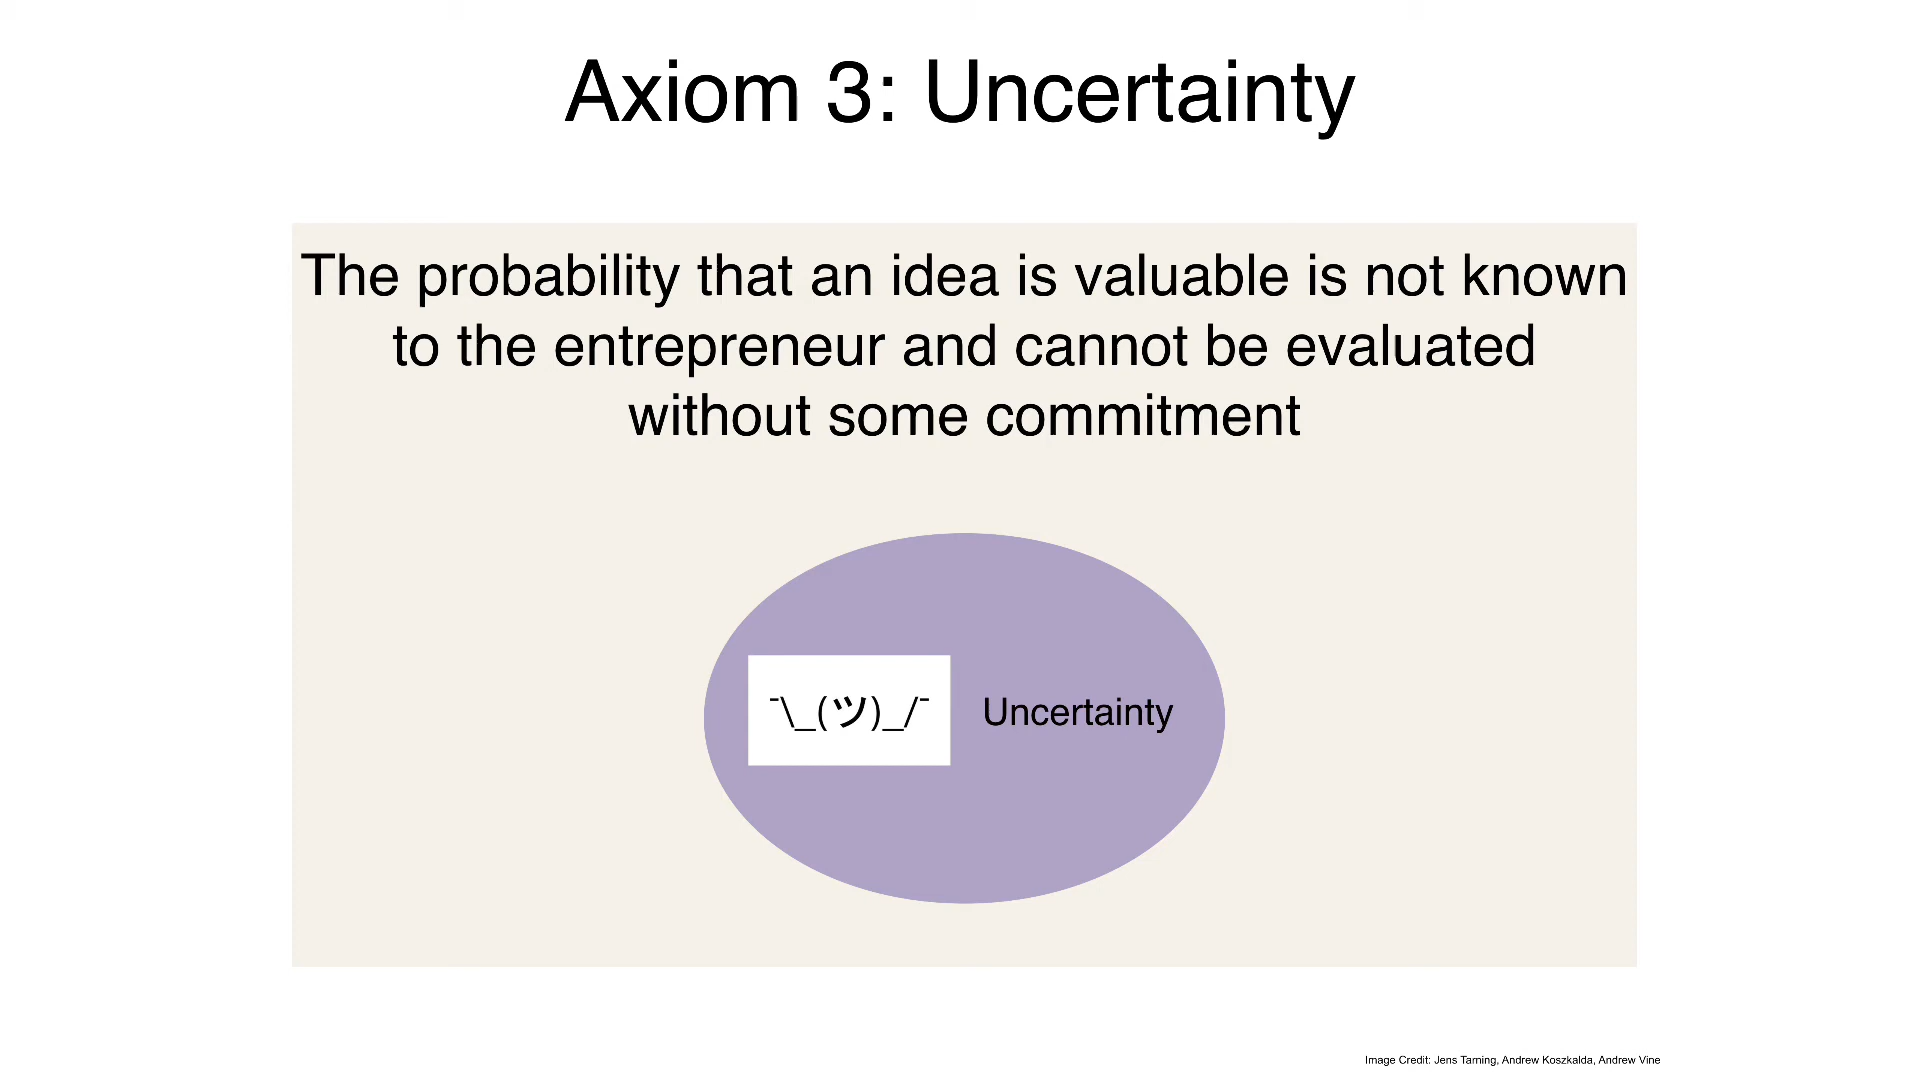 Axiom 3: Uncertainty
The probability that an idea is valuable is not known
to the entrepreneur and cannot be evaluated
without some commitment
¯\_(ツ)_/¯ Uncertainty
Image Credit: Jens Tarning, Andrew Koszkalda, Andrew Vine